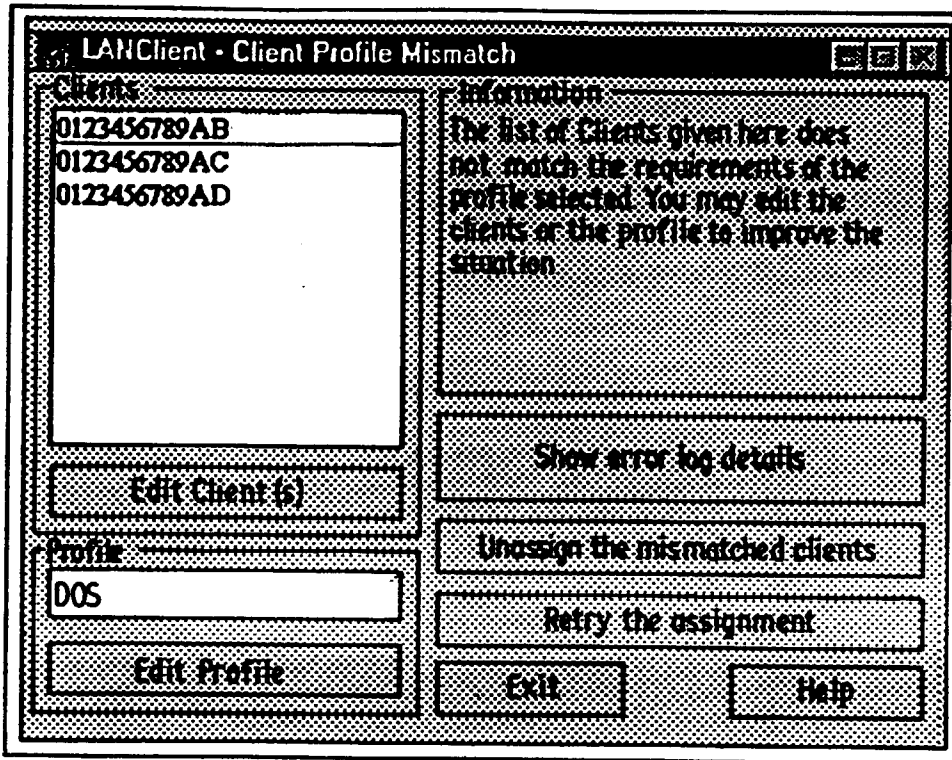 LANClient - Client Profile Mismatch
Clients
0123456789AB
0123456789AC
0123456789AD
Edit Client(s)
Profile
DOS
Edit Profile
Information
The list of Clients given here does
not match the requirements of the
profile selected. You may edit the
clients or the profile to improve the
situation
Show error log details
Unassign the mismatched clients
Retry the assignment
Exit
Help